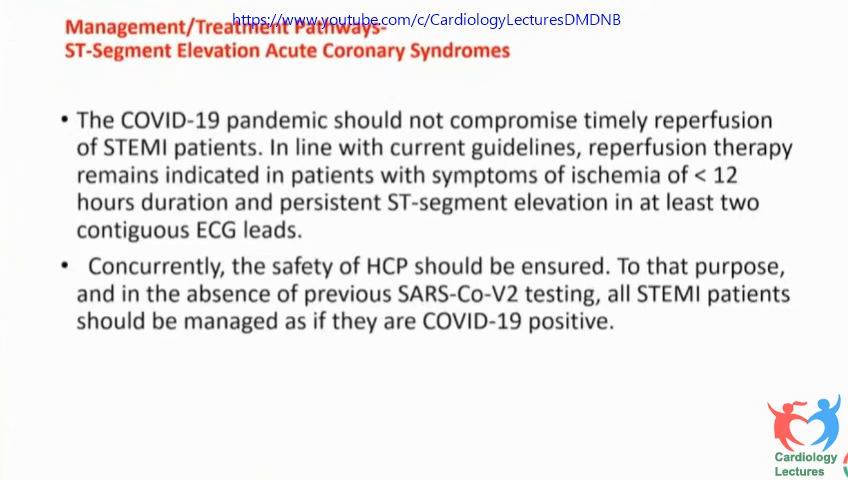 https://www.youtube.com/c/CardiologyLecturesDMDNB
Management/Treatment Pathways-
ST-Segment Elevation Acute Coronary Syndromes
• The COVID-19 pandemic should not compromise timely reperfusion
of STEMI patients. In line with current guidelines, reperfusion therapy
remains indicated in patients with symptoms of ischemia of < 12
hours duration and persistent ST-segment elevation in at least two
contiguous ECG leads.
• Concurrently, the safety of HCP should be ensured. To that purpose,
and in the absence of previous SARS-Co-V2 testing, all STEMI patients
should be managed as if they are COVID-19 positive.
Cardiology
Lectures